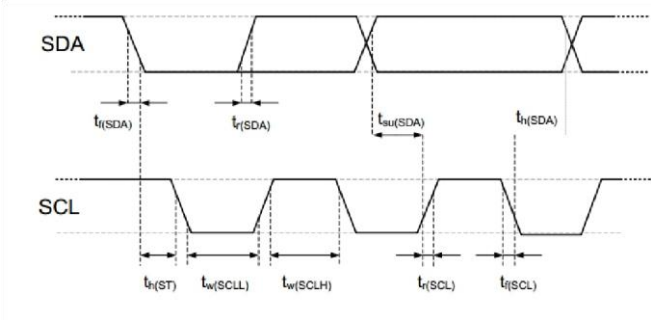 SDA
tf(SDA) tr(SDA) tsu(SDA) th(SDA)
SCL
th(ST) tw(SCLL) tw(SCLH) tr(SCL) tf(SCL)